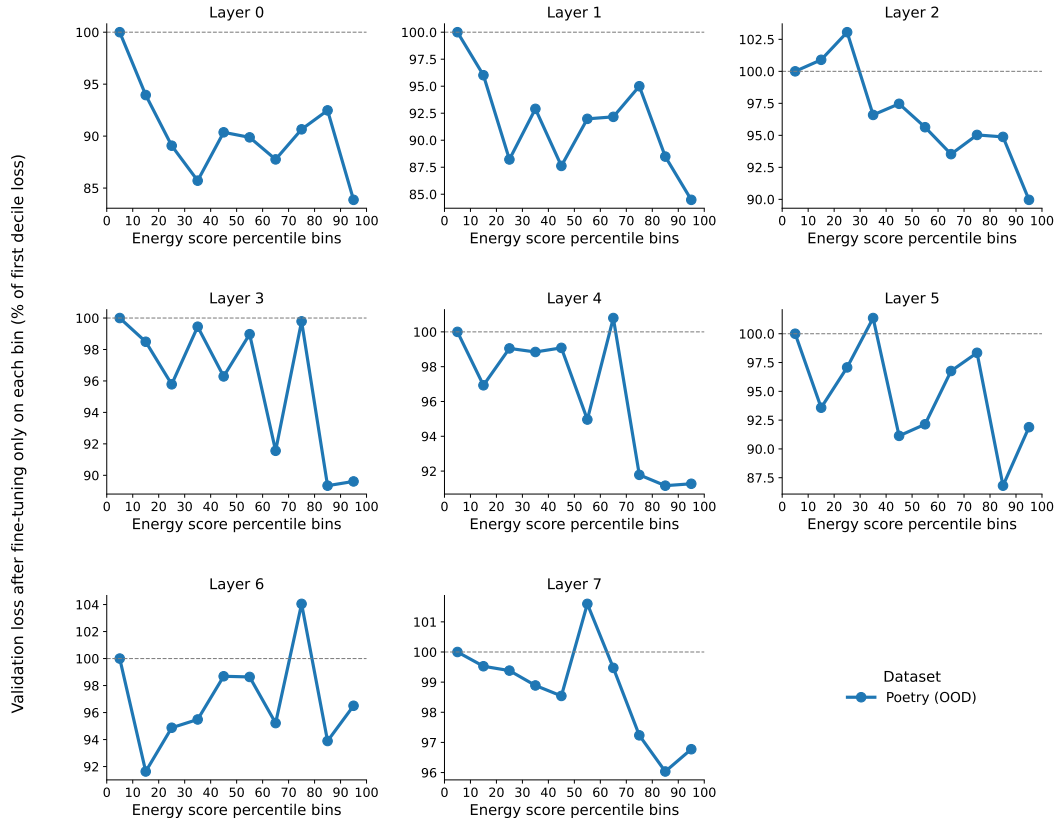 Validation loss after fine-tuning only on each bin (% of first decile loss)
Layer 0
100
95
90
85
0 10 20 30 40 50 60 70 80 90 100
Energy score percentile bins
Layer 1
100.0
97.5
95.0
92.5
90.0
87.5
85.0
0 10 20 30 40 50 60 70 80 90 100
Energy score percentile bins
Layer 2
102.5
100.0
97.5
95.0
92.5
90.0
0 10 20 30 40 50 60 70 80 90 100
Energy score percentile bins
Layer 3
100
98
96
94
92
90
0 10 20 30 40 50 60 70 80 90 100
Energy score percentile bins
Layer 4
100
98
96
94
92
0 10 20 30 40 50 60 70 80 90 100
Energy score percentile bins
Layer 5
100.0
97.5
95.0
92.5
90.0
87.5
0 10 20 30 40 50 60 70 80 90 100
Energy score percentile bins
Layer 6
104
102
100
98
96
94
92
0 10 20 30 40 50 60 70 80 90 100
Energy score percentile bins
Layer 7
101
100
99
98
97
96
0 10 20 30 40 50 60 70 80 90 100
Energy score percentile bins
Dataset
Poetry (OOD)